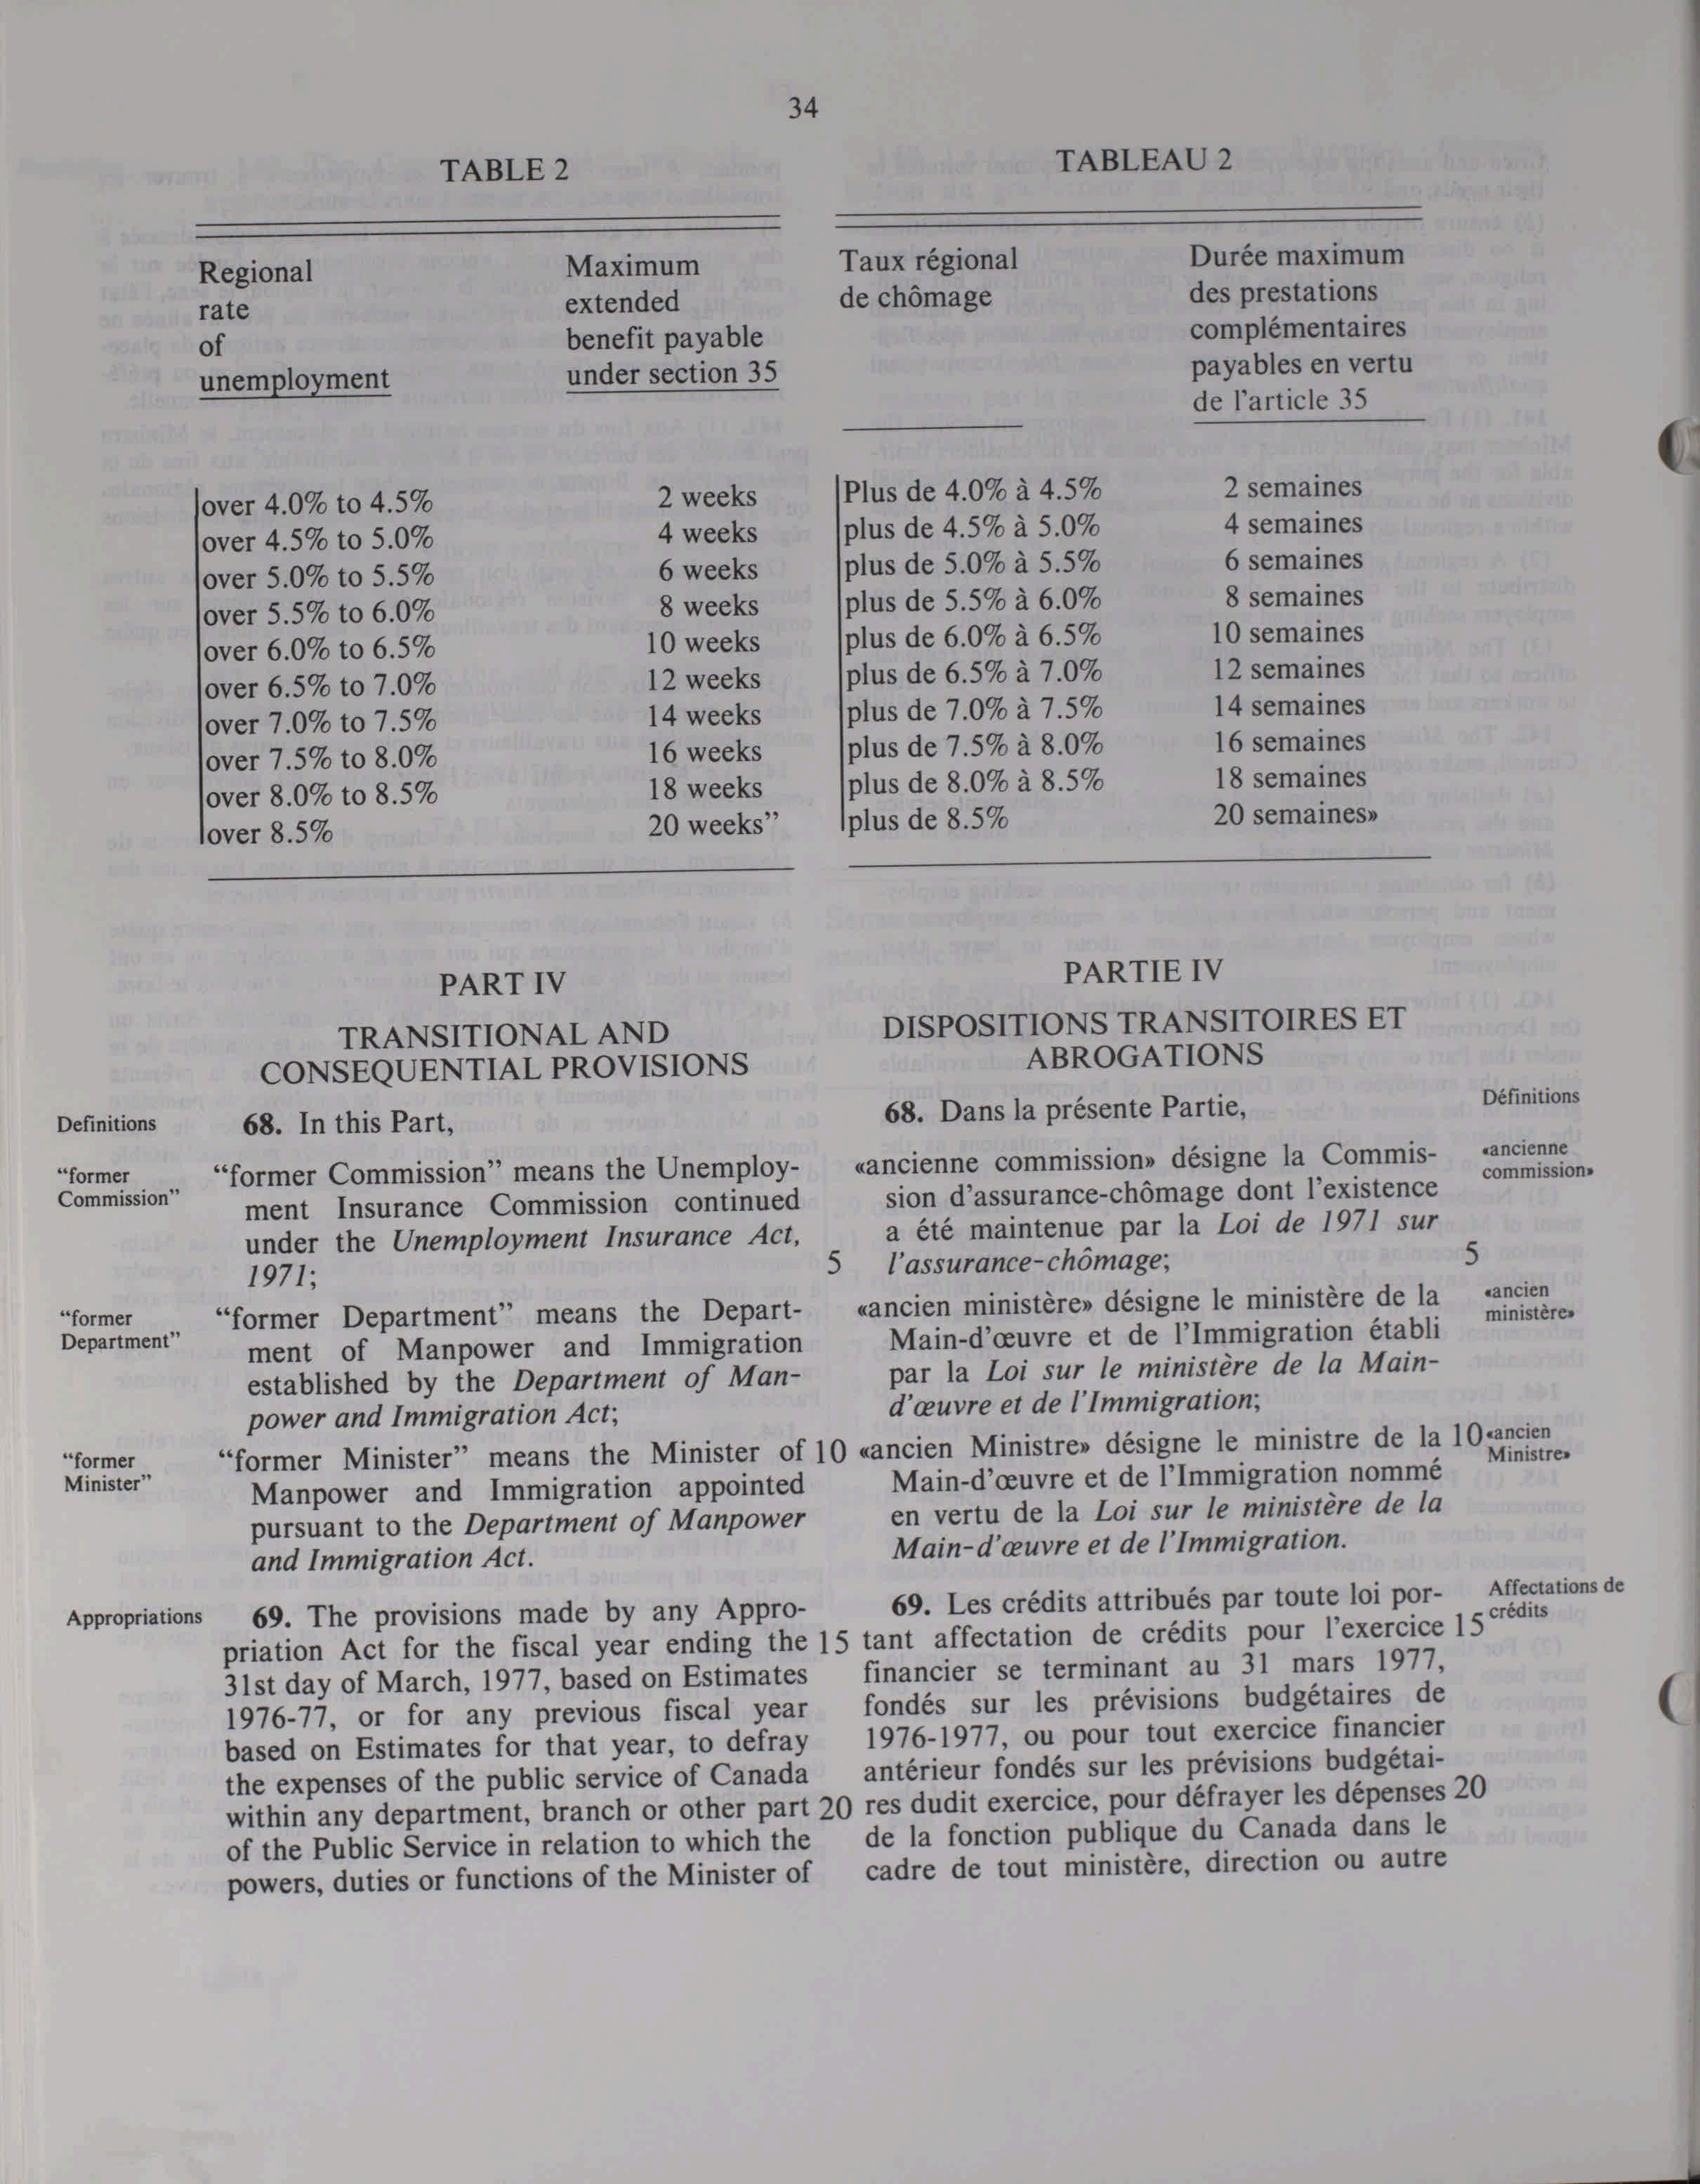 34
TABLE 2
Regional
rate
of
unemployment
Maximum
extended
benefit payable
under section 35
over 4.0% to 4.5% 2 weeks
over 4.5% to 5.0% 4 weeks
over 5.0% to 5.5% 6 weeks
over 5.5% to 6.0% 8 weeks
over 6.0% to 6.5% 10 weeks
over 6.5% to 7.0% 12 weeks
over 7.0% to 7.5% 14 weeks
over 7.5% to 8.0% 16 weeks
over 8.0% to 8.5% 18 weeks
over 8.5% 20 weeks”
PART IV
TRANSITIONAL AND
CONSEQUENTIAL PROVISIONS
Definitions
68. In this Part,
“former
Commission”
“former Commission” means the Unemploy-
ment Insurance Commission continued
under the Unemployment Insurance Act,
1971; 5
“former
Department”
“former Department” means the Depart-
ment of Manpower and Immigration
established by the Department of Man-
power and Immigration Act;
“former
Minister”
“former Minister” means the Minister of 10
Manpower and Immigration appointed
pursuant to the Department of Manpower
and Immigration Act.
Appropriations
69. The provisions made by any Appro-
priation Act for the fiscal year ending the 15
31st day of March, 1977, based on Estimates
1976-77, or for any previous fiscal year
based on Estimates for that year, to defray
the expenses of the public service of Canada
within any department, branch or other part 20
of the Public Service in relation to which the
powers, duties or functions of the Minister of
TABLEAU 2
Taux régional
de chômage
Durée maximum
des prestations
complémentaires
payables en vertu
de l’article 35
Plus de 4.0% à 4.5% 2 semaines
plus de 4.5% à 5.0% 4 semaines
plus de 5.0% à 5.5% 6 semaines
plus de 5.5% à 6.0% 8 semaines
plus de 6.0% à 6.5% 10 semaines
plus de 6.5% à 7.0% 12 semaines
plus de 7.0% à 7.5% 14 semaines
plus de 7.5% à 8.0% 16 semaines
plus de 8.0% à 8.5% 18 semaines
plus de 8.5% 20 semaines»
PARTIE IV
DISPOSITIONS TRANSITOIRES ET
ABROGATIONS
68. Dans la présente Partie,
Définitions
«ancienne commission» désigne la Commis-
sion d’assurance-chômage dont l’existence
a été maintenue par la Loi de 1971 sur
l’assurance-chômage; 5
«ancienne
commission»
«ancien ministère» désigne le ministère de la
Main-d’œuvre et de l’Immigration établi
par la Loi sur le ministère de la Main-
d’œuvre et de l’Immigration;
«ancien
ministère»
«ancien Ministre» désigne le ministre de la 10
Main-d’œuvre et de l’Immigration nommé
en vertu de la Loi sur le ministère de la
Main-d’œuvre et de l’Immigration.
«ancien
Ministre»
69. Les crédits attribués par toute loi por-
tant affectation de crédits pour l’exercice 15
financier se terminant au 31 mars 1977,
fondés sur les prévisions budgétaires de
1976-1977, ou pour tout exercice financier
antérieur fondés sur les prévisions budgétai-
res dudit exercice, pour défrayer les dépenses 20
de la fonction publique du Canada dans le
cadre de tout ministère, direction ou autre
Affectations de
crédits